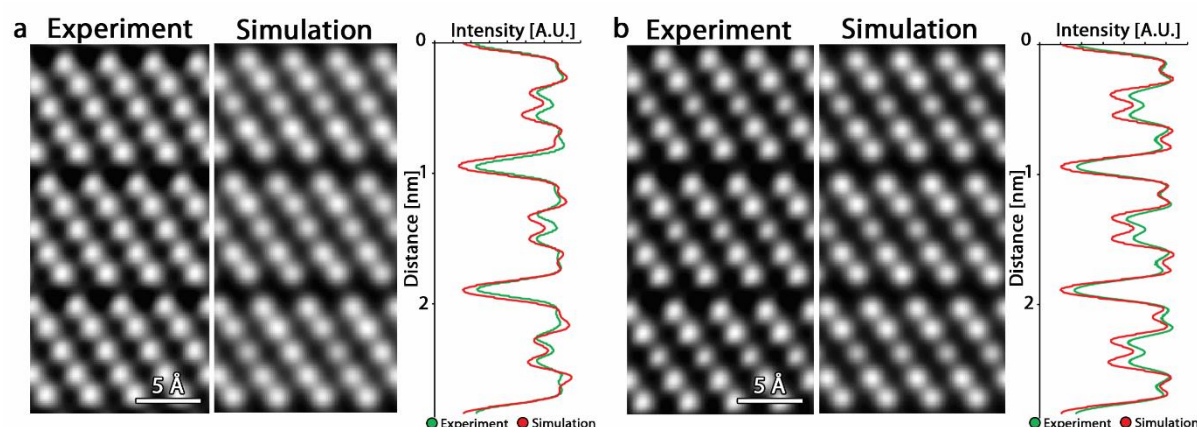 a Experiment Simulation Intensity [A.U.]
0
1
Distance [nm]
2
5 Å
Experiment Simulation
b Experiment Simulation Intensity [A.U.]
0
1
Distance [nm]
2
5 Å
Experiment Simulation